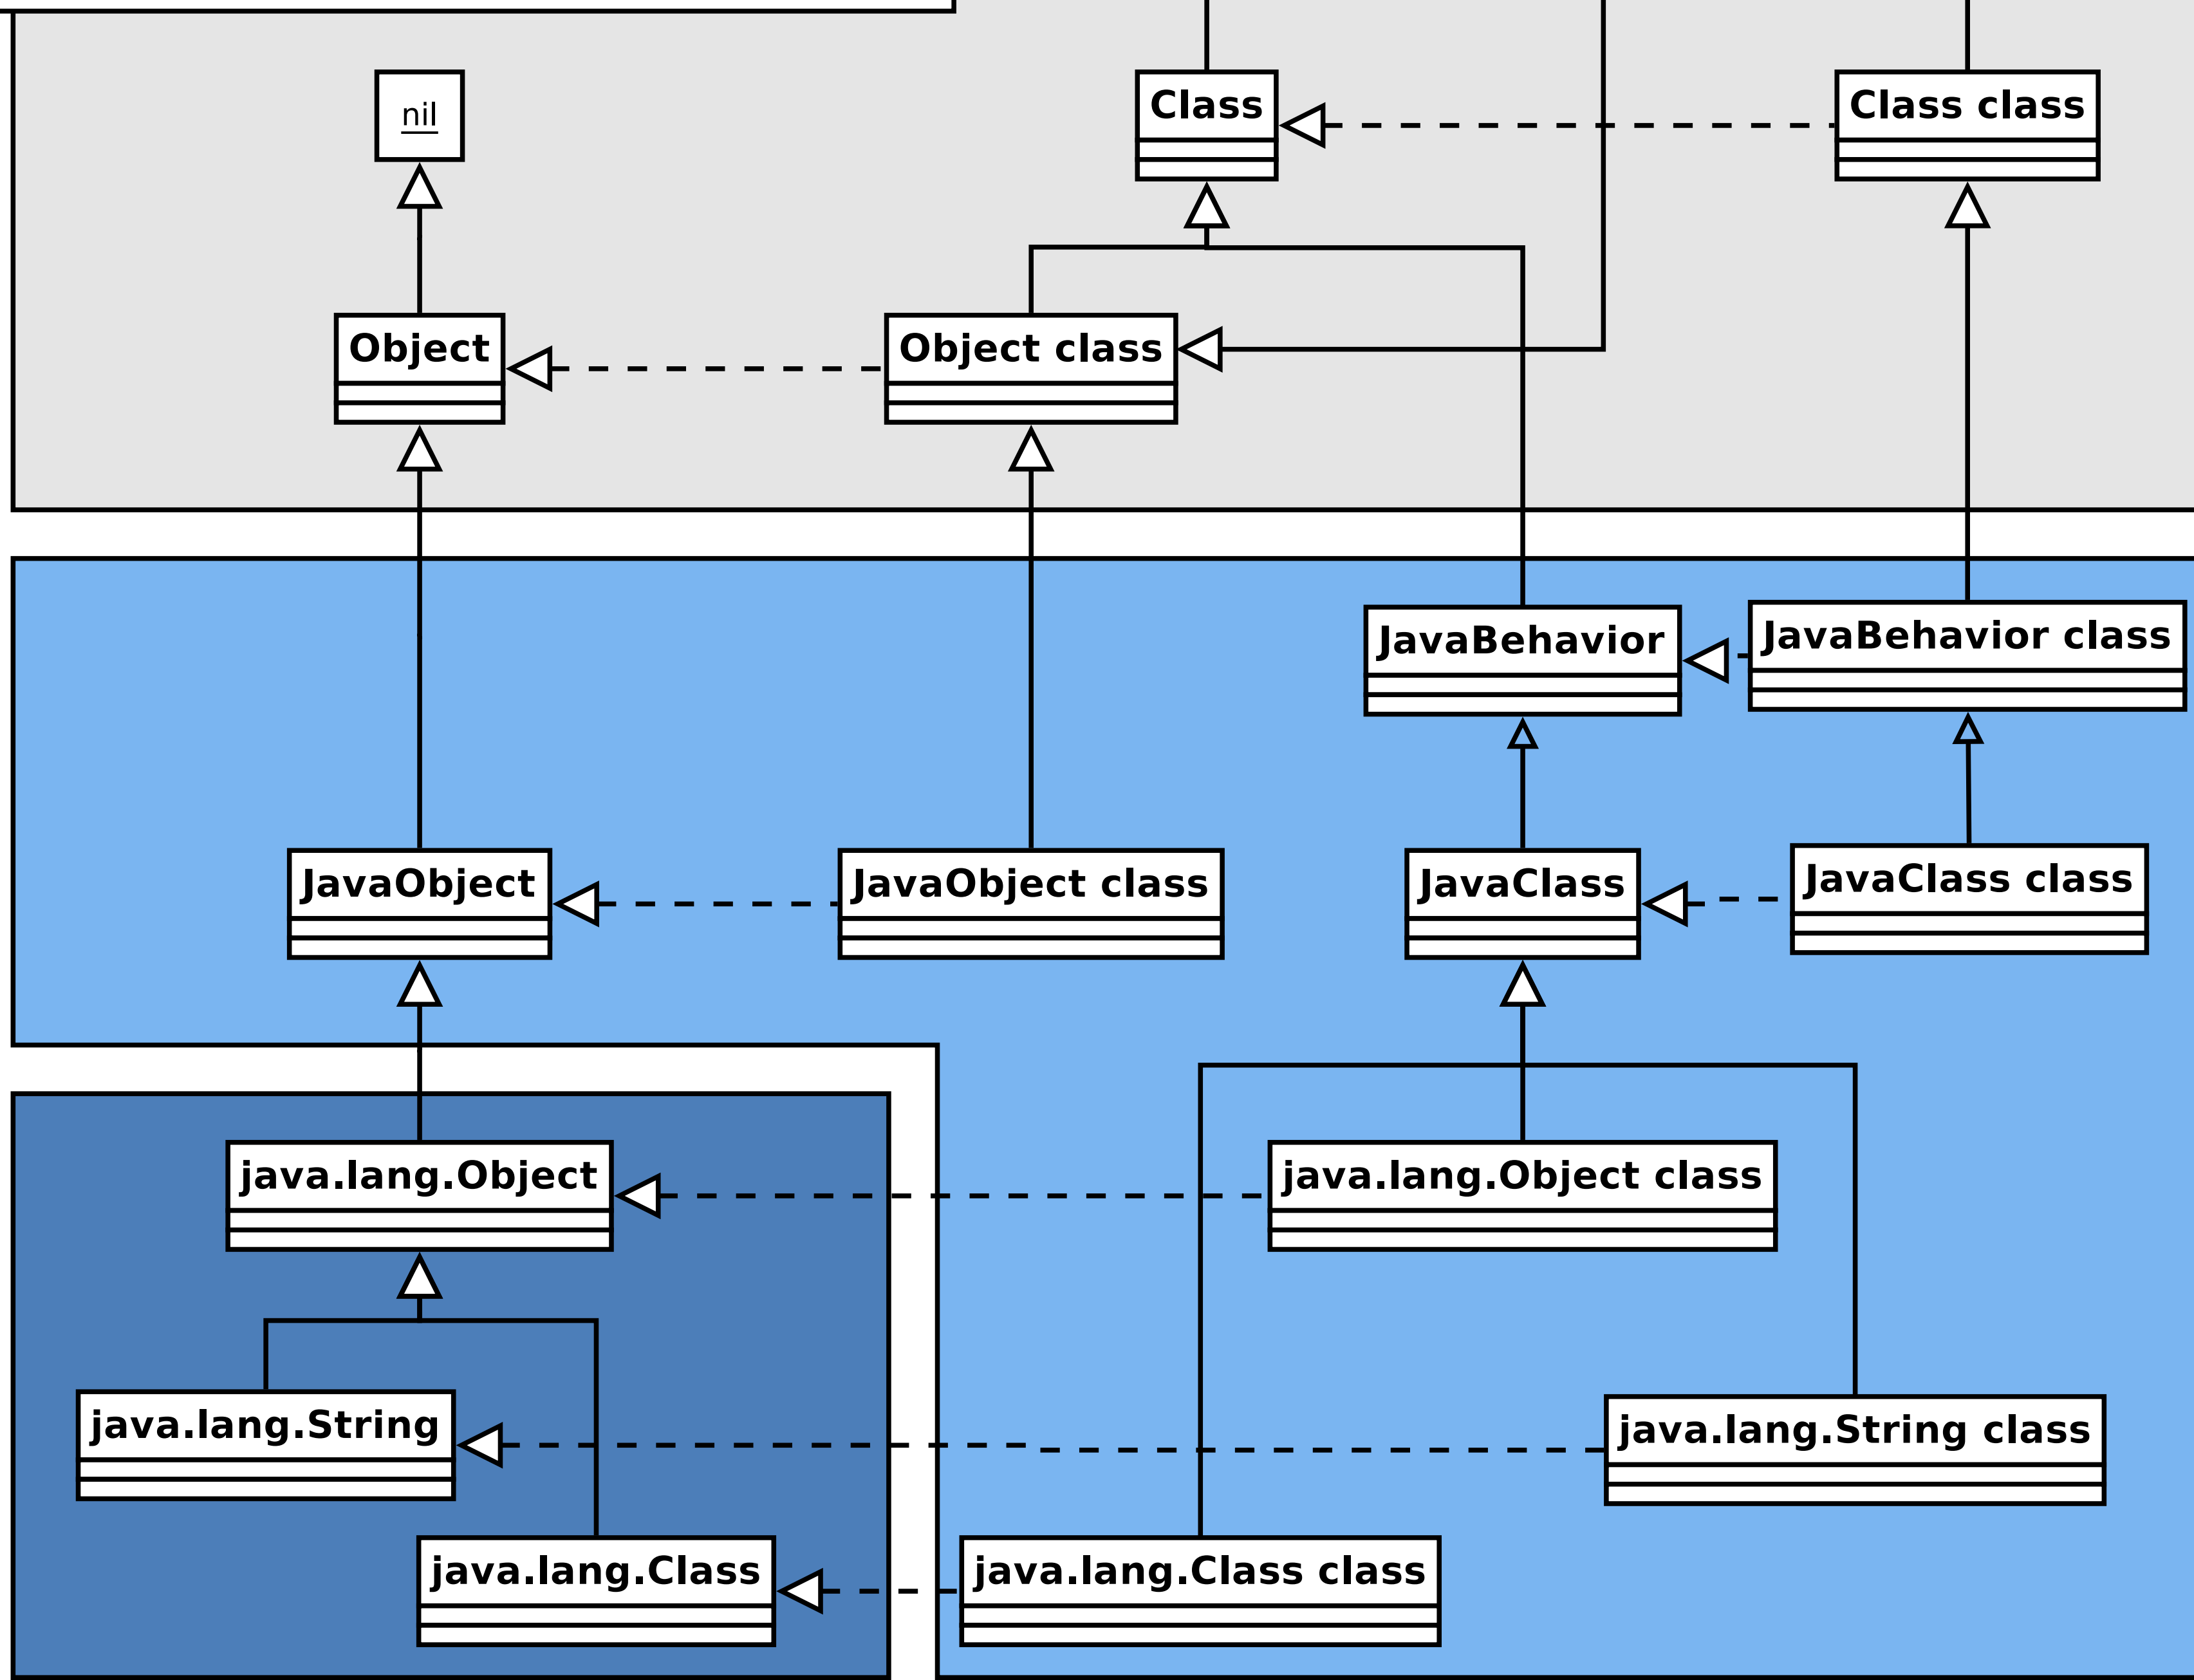 nil
Class
Class class
Object
Object class
JavaBehavior
JavaBehavior class
JavaObject
JavaObject class
JavaClass
JavaClass class
java.lang.Object
java.lang.Object class
java.lang.String
java.lang.String class
java.lang.Class
java.lang.Class class